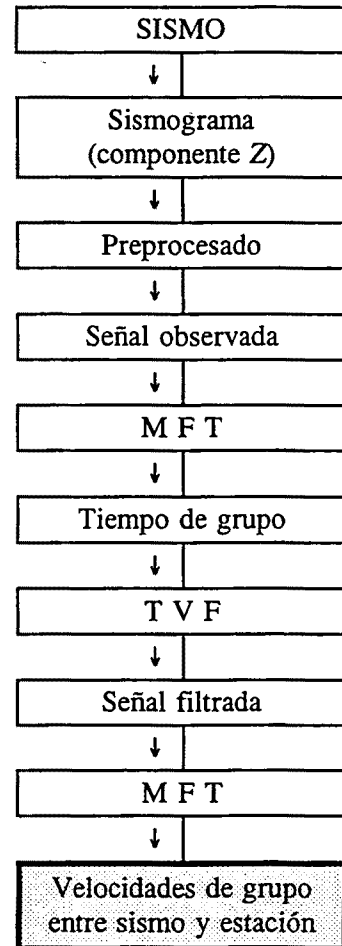 SISMO
Sismograma
(componente Z)
Preprocesado
Señal observada
M F T
Tiempo de grupo
T V F
Señal filtrada
M F T
Velocidades de grupo
entre sismo y estación